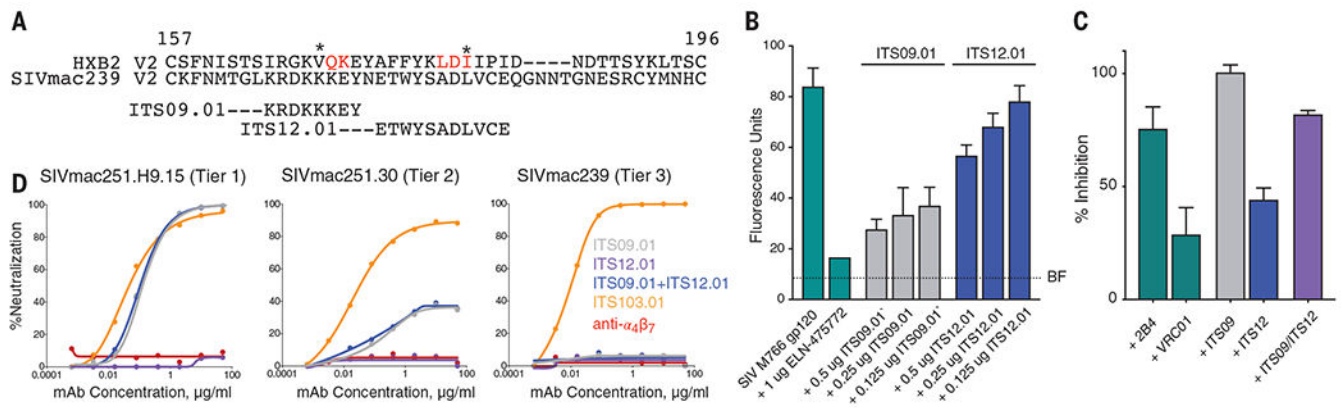 A
157 196
* *
HXB2 V2 CSFNISTSIRGKVQKEYAFFYKLDIIPID----NDTTSYKLTSC
SIVmac239 V2 CKFNMTGLKRDKKKEYNETWYSADLVCEQGNNTGNESRCYMNHC
ITS09.01---KRDKKKEY
ITS12.01---ETWYSADLVCE
B
ITS09.01 ITS12.01
Fluorescence Units
100
80
60
40
20
0
BF
SIV M766 gp120
+ 1 ug ELN-475772
+ 0.5 ug ITS09.01
+ 0.25 ug ITS09.01
+ 0.125 ug ITS09.01
+ 0.5 ug ITS12.01
+ 0.25 ug ITS12.01
+ 0.125 ug ITS12.01
C
% Inhibition
100
50
0
+ 2B4
+ VRC01
+ ITS09
+ ITS12
+ ITS09/ITS12
D
SIVmac251.H9.15 (Tier 1) SIVmac251.30 (Tier 2) SIVmac239 (Tier 3)
%Neutralization
100
80
60
40
20
0
0.0001 0.01 1 100
100
80
60
40
20
0
0.0001 0.01 1 100
100
80
60
40
20
0
0.0001 0.01 1 100
ITS09.01
ITS12.01
ITS09.01+ITS12.01
ITS103.01
anti-α4β7
mAb Concentration, µg/ml mAb Concentration, µg/ml mAb Concentration, µg/ml